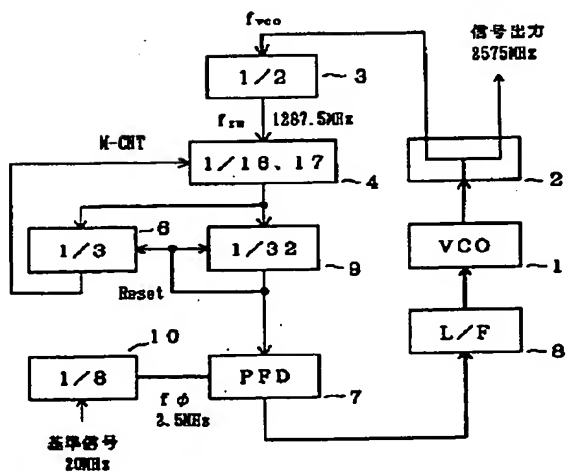 fvco
信号出力
2575MHz
1/2
3
fIN
1287.5MHz
M-CNT
1/16、17
4
2
6
1/3
1/32
9
VCO
1
Reset
10
L/F
8
1/8
PFD
7
fφ
2.5MHz
基準信号
20MHz